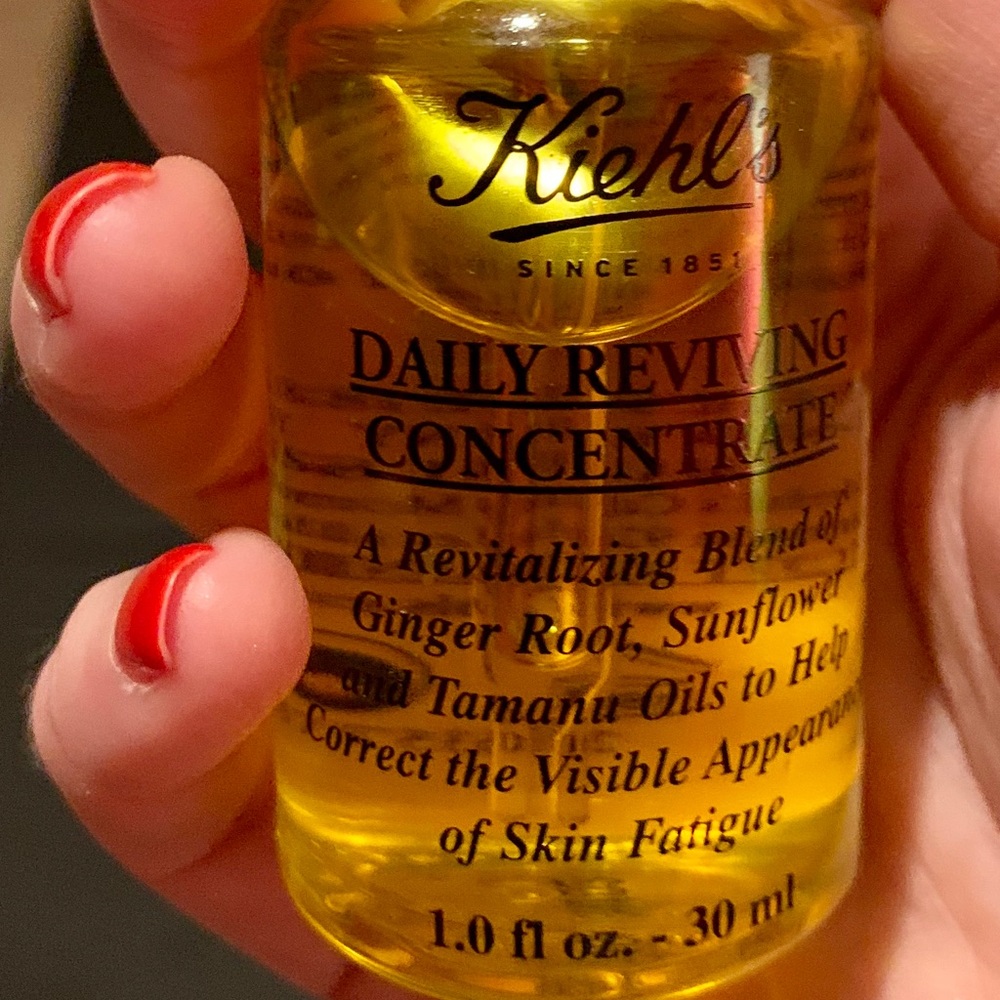 Kiehl's
SINCE 1851
DAILY REVIVING
CONCENTRATE
A Revitalizing Blend of
Ginger Root, Sunflower
and Tamanu Oils to Help
Correct the Visible Appearance
of Skin Fatigue
1.0 fl oz. - 30 ml